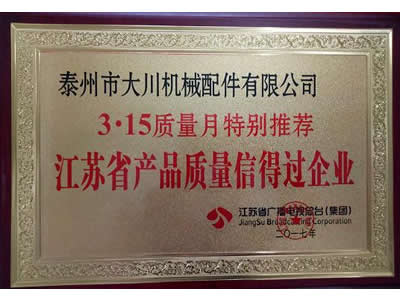 泰州市大川机械配件有限公司
3·15质量月特别推荐
江苏省产品质量信得过企业
江苏省广播电视总台(集团)
JiangSu Broadcasting Corporation
二〇一七年